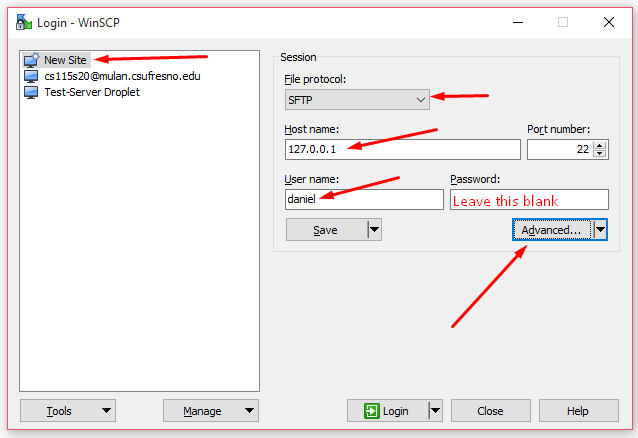 Login - WinSCP
New Site
cs115s20@mulan.csufresno.edu
Test-Server Droplet
Session
File protocol:
SFTP
Host name:
Port number:
127.0.0.1
22
User name:
Password:
daniel
Leave this blank
Save
Advanced...
Tools
Manage
Login
Close
Help